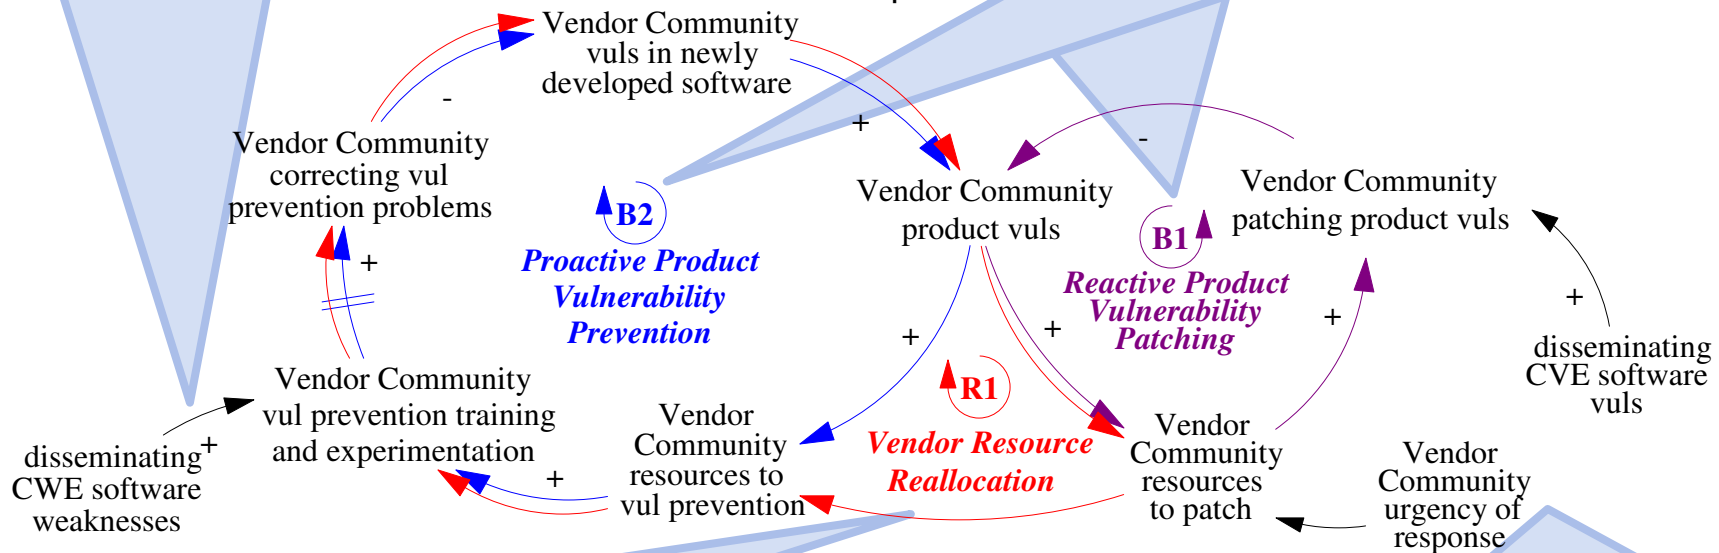 Vendor Community
vuls in newly
developed software
-
+
-
Vendor Community
correcting vul
prevention problems
Vendor Community
product vuls
Vendor Community
patching product vuls
B2
Proactive Product
Vulnerability
Prevention
B1
Reactive Product
Vulnerability
Patching
+
+
+
+
+
disseminating
CVE software
vuls
R1
Vendor Resource
Reallocation
Vendor Community
vul prevention training
and experimentation
Vendor
Community
resources to
vul prevention
Vendor
Community
resources
to patch
Vendor
Community
urgency of
response
disseminating
CWE software
weaknesses
+
+